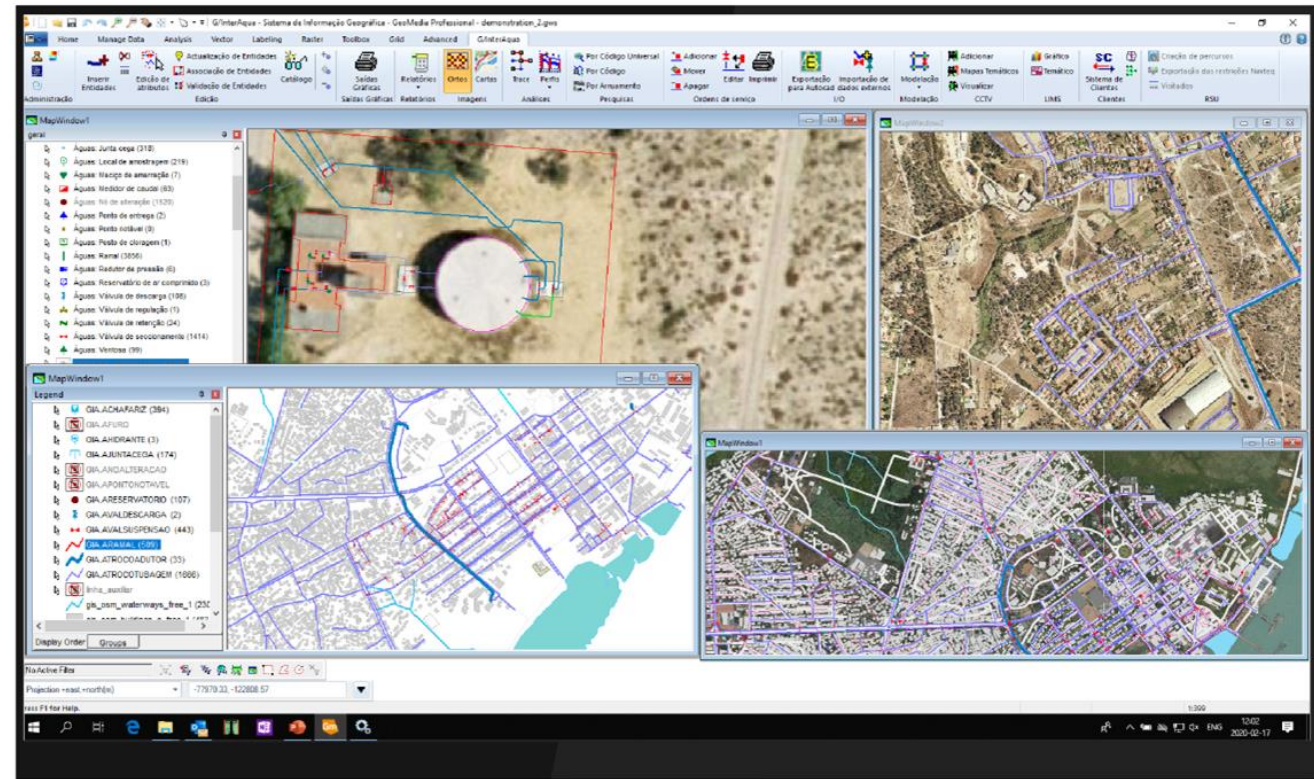 G/InterAqua - Sistema de Informação Geográfica - GeoMedia Professional - demonstration_2.gws
Home Manage Data Analysis Vector Labeling Raster Toolbox Grid Advanced G/InterAqua
Inserir Entidades
Edição de atributos
Actualização de Entidades
Associação de Entidades
Validação de Entidades
Catálogo
Saídas Gráficas
Relatórios
Ortos
Cartas
Trace
Perfis
Por Código Universal
Por Código
Por Arruamento
Adicionar
Mover
Apagar
Editar
Imprimir
Exportação para Autocad
Importação de dados externos
Modelação
Adicionar
Mapas Temáticos
Visualizar
Gráfico
Temático
SC
Sistema de Clientes
Criação de percursos
Exportação das restrições Navteq
Visitados
Administração Edição Saídas Gráficas Relatórios Imagens Análises Pesquisas Ordens de serviço I/O Modelação CCTV LIMS Clientes RSU
MapWindow1
geral
Águas: Junta cega (318)
Águas: Local de amostragem (219)
Águas: Maciço de amarração (7)
Águas: Medidor de caudal (63)
Águas: Nó de alteração (1529)
Águas: Ponto de entrega (2)
Águas: Ponto notável (9)
Águas: Posto de cloragem (1)
Águas: Ramal (3856)
Águas: Redutor de pressão (6)
Águas: Reservatório de ar comprimido (3)
Águas: Válvula de descarga (108)
Águas: Válvula de regulação (1)
Águas: Válvula de retenção (24)
Águas: Válvula de seccionamento (1414)
Águas: Ventosa (99)
MapWindow2
MapWindow1
Legend
GIA.ACHAFARIZ (394)
GIA.AFURO
GIA.AHIDRANTE (3)
GIA.AJUNTACEGA (174)
GIA.ANOALTERACAO
GIA.APONTONOTAVEL
GIA.ARESERVATORIO (107)
GIA.AVALDESCARGA (2)
GIA.AVALSUSPENSAO (443)
GIA.ARAMAL (509)
GIA.ATROCOADUTOR (33)
GIA.ATROCOTUBAGEM (1666)
linha_auxiliar
gis_osm_waterways_free_1
Display Order Groups
MapWindow1
No Active Filter
Projection +east,+north(m) -77970.33, -122808.57
Press F1 for Help. 1:399
ENG 12:02
2020-02-17